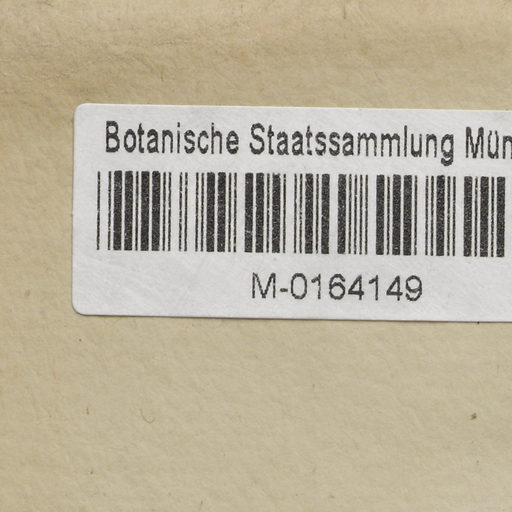 Botanische Staatssammlung Mün
M-0164149